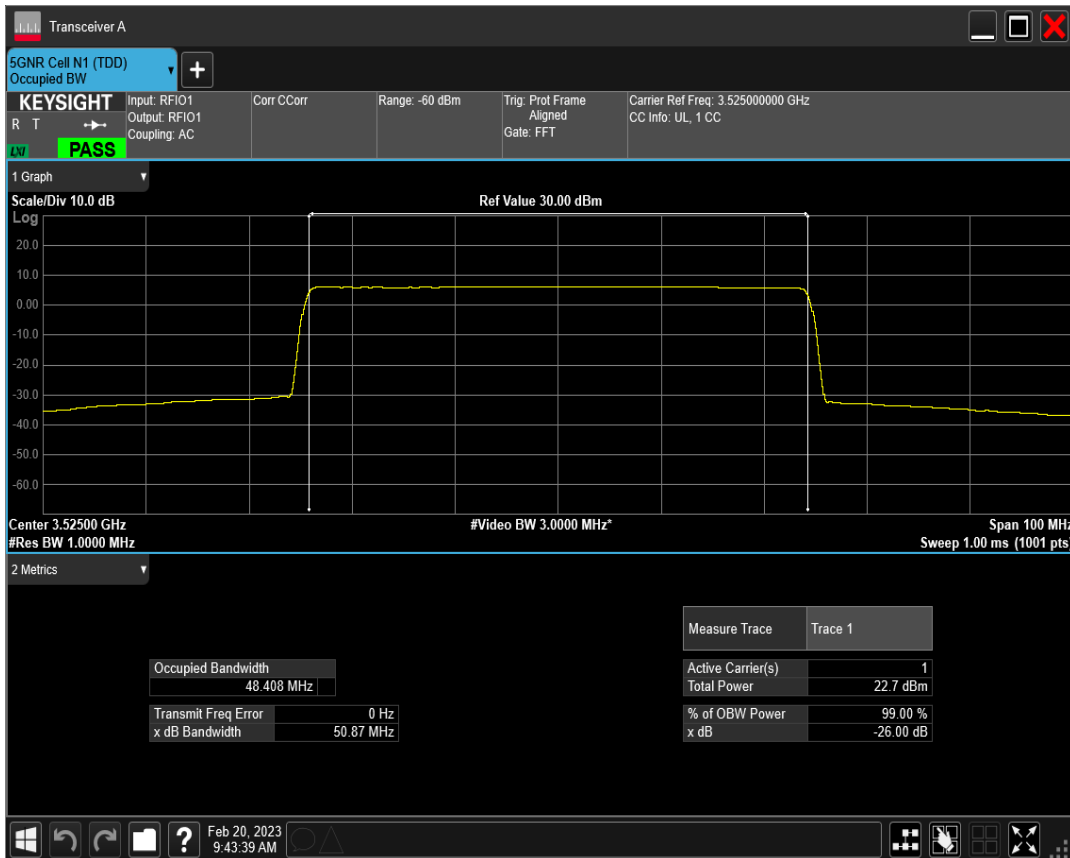 Transceiver A
5GNR Cell N1 (TDD)
Occupied BW
+
KEYSIGHT
R T
LXI
PASS
Input: RFIO1
Output: RFIO1
Coupling: AC
Corr CCorr
Range: -60 dBm
Trig: Prot Frame
Aligned
Gate: FFT
Carrier Ref Freq: 3.525000000 GHz
CC Info: UL, 1 CC
1 Graph
Scale/Div 10.0 dB
Ref Value 30.00 dBm
Log
20.0
10.0
0.00
-10.0
-20.0
-30.0
-40.0
-50.0
-60.0
Center 3.52500 GHz
#Video BW 3.0000 MHz*
Span 100 MHz
#Res BW 1.0000 MHz
Sweep 1.00 ms (1001 pts)
2 Metrics
Measure Trace Trace 1
Occupied Bandwidth
48.408 MHz
Active Carrier(s) 1
Total Power 22.7 dBm
Transmit Freq Error 0 Hz
x dB Bandwidth 50.87 MHz
% of OBW Power 99.00 %
x dB -26.00 dB
?
Feb 20, 2023
9:43:39 AM